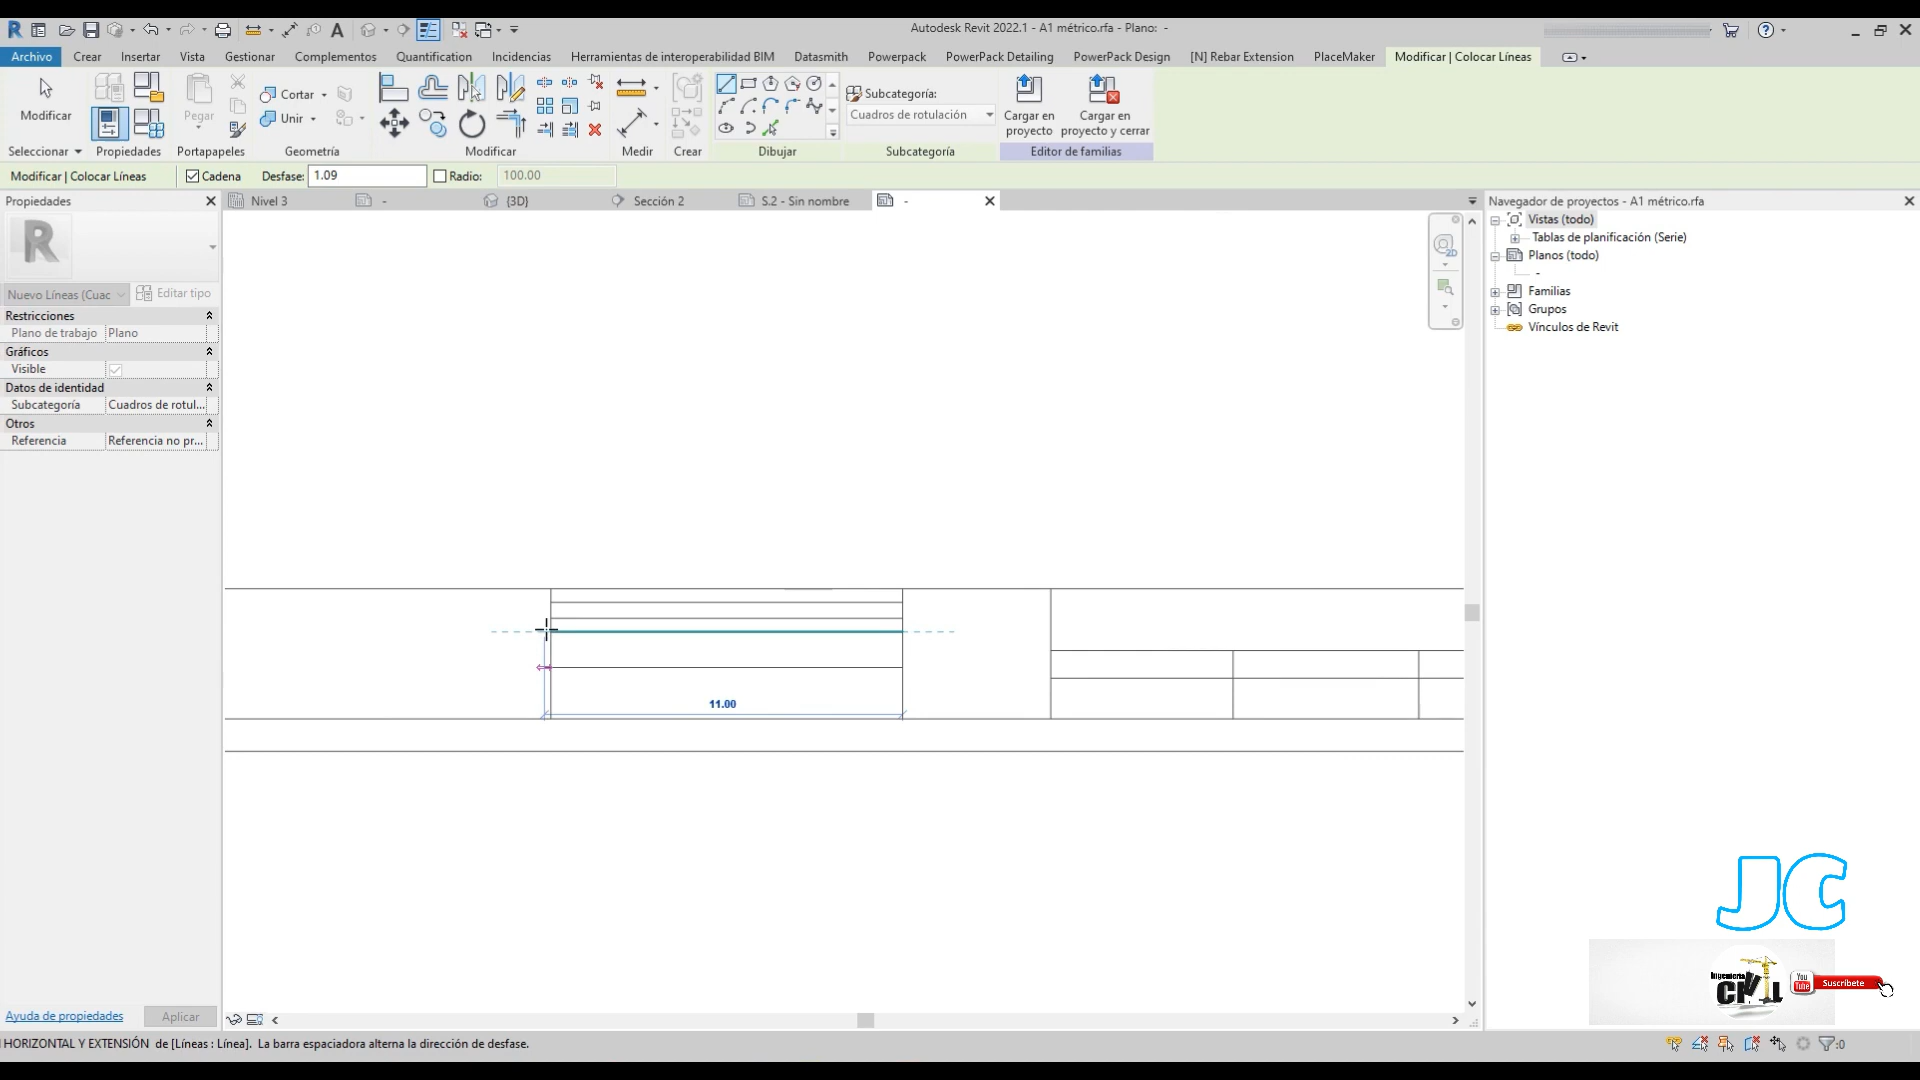 Autodesk Revit 2022.1 - A1 métrico.rfa - Plano: -
Archivo Crear Insertar Vista Gestionar Complementos Quantification Incidencias Herramientas de interoperabilidad BIM Datasmith Powerpack PowerPack Detailing PowerPack Design [N] Rebar Extension PlaceMaker Modificar | Colocar Líneas
Modificar
Pegar
Cortar
Unir
Subcategoría:
Cuadros de rotulación
Cargar en
proyecto
Cargar en
proyecto y cerrar
Seleccionar Propiedades Portapapeles Geometría Modificar Medir Crear Dibujar Subcategoría Editor de familias
Modificar | Colocar Líneas Cadena Desfase: 1.09 Radio: 100.00
Propiedades
Nivel 3 - {3D} Sección 2 S.2 - Sin nombre -
Navegador de proyectos - A1 métrico.rfa
R
Nuevo Líneas (Cuac Editar tipo
Restricciones
Plano de trabajo Plano
Gráficos
Visible
Datos de identidad
Subcategoría Cuadros de rotul...
Otros
Referencia Referencia no pr...
2D
11.00
Vistas (todo)
Tablas de planificación (Serie)
Planos (todo)
-
Familias
Grupos
Vínculos de Revit
JC
Ingeniería
CIVIL
You
Tube
Suscríbete
Ayuda de propiedades Aplicar
HORIZONTAL Y EXTENSIÓN de [Líneas : Línea]. La barra espaciadora alterna la dirección de desfase.
:0